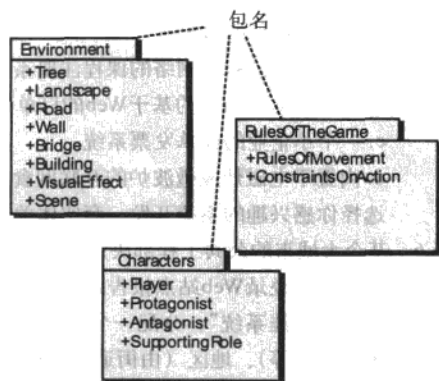 包名
Environment
+Tree
+Landscape
+Road
+Wall
+Bridge
+Building
+VisualEffect
+Scene
RulesOfTheGame
+RulesOfMovement
+ConstraintsOnAction
Characters
+Player
+Protagonist
+Antagonist
+SupportingRole